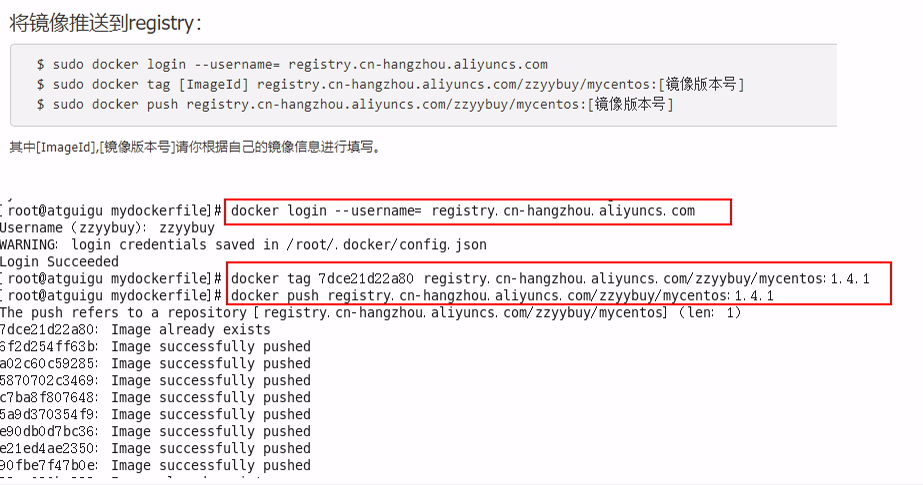 将镜像推送到registry：
$ sudo docker login --username= registry.cn-hangzhou.aliyuncs.com
$ sudo docker tag [ImageId] registry.cn-hangzhou.aliyuncs.com/zzyybuy/mycentos:[镜像版本号]
$ sudo docker push registry.cn-hangzhou.aliyuncs.com/zzyybuy/mycentos:[镜像版本号]
其中[ImageId],[镜像版本号]请你根据自己的镜像信息进行填写。
[root@atguigu mydockerfile]# docker login --username= registry.cn-hangzhou.aliyuncs.com
Username (zzyybuy): zzyybuy
WARNING: login credentials saved in /root/.docker/config.json
Login Succeeded
[root@atguigu mydockerfile]# docker tag 7dce21d22a80 registry.cn-hangzhou.aliyuncs.com/zzyybuy/mycentos:1.4.1
[root@atguigu mydockerfile]# docker push registry.cn-hangzhou.aliyuncs.com/zzyybuy/mycentos:1.4.1
The push refers to a repository [registry.cn-hangzhou.aliyuncs.com/zzyybuy/mycentos] (len: 1)
7dce21d22a80: Image already exists
6f2d254ff63b: Image successfully pushed
a02c60c59285: Image successfully pushed
5870702c3469: Image successfully pushed
c7ba8f807648: Image successfully pushed
5a9d370354f9: Image successfully pushed
e90db0d7bc36: Image successfully pushed
e21ed4ae2350: Image successfully pushed
90fbe7f47b0e: Image successfully pushed